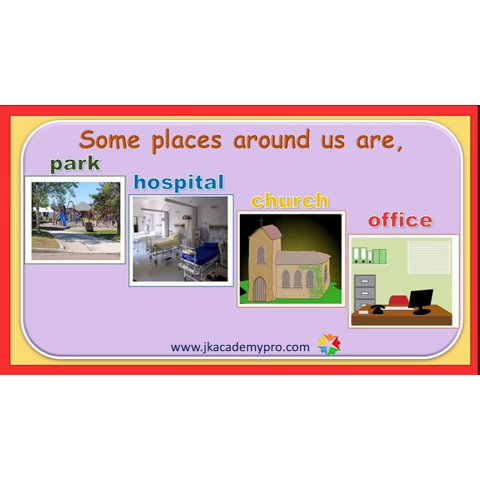 Some places around us are,
park
hospital
church
office
www.jkacademypro.com